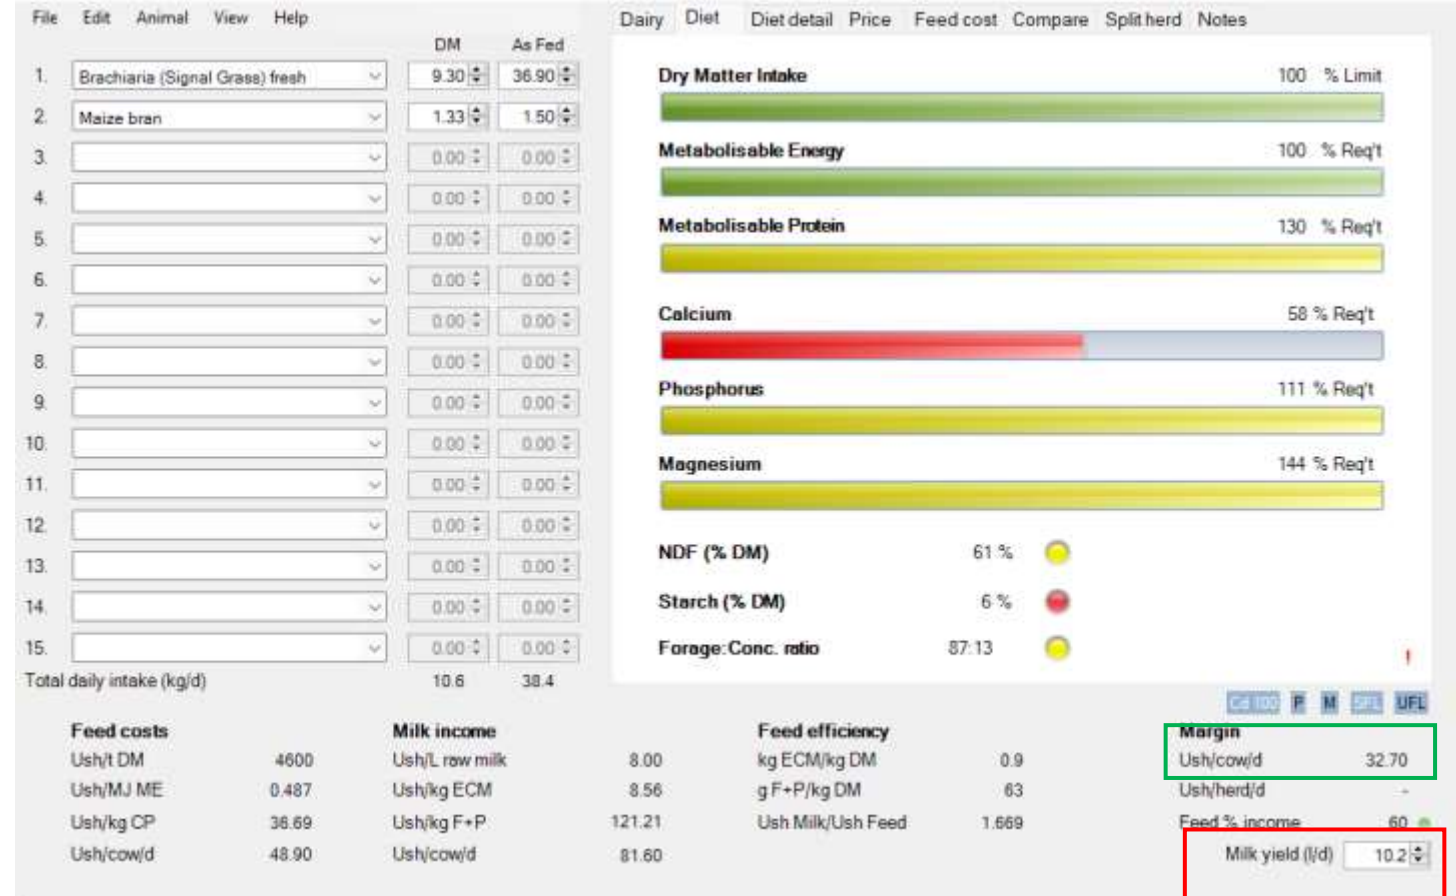 File Edit Animal View Help
DM As Fed
1. Brachiaria (Signal Grass) fresh 9.30 36.90
2. Maize bran 1.33 1.50
3. 0.00 0.00
4. 0.00 0.00
5. 0.00 0.00
6. 0.00 0.00
7. 0.00 0.00
8. 0.00 0.00
9. 0.00 0.00
10. 0.00 0.00
11. 0.00 0.00
12. 0.00 0.00
13. 0.00 0.00
14. 0.00 0.00
15. 0.00 0.00
Total daily intake (kg/d) 10.6 38.4
Dairy Diet Diet detail Price Feed cost Compare Split herd Notes
Dry Matter Intake 100 % Limit
Metabolisable Energy 100 % Req't
Metabolisable Protein 130 % Req't
Calcium 58 % Req't
Phosphorus 111 % Req't
Magnesium 144 % Req't
NDF (% DM) 61 %
Starch (% DM) 6 %
Forage:Conc. ratio 87:13
!
P M UFL
Feed costs
Ush/t DM 4600
Ush/MJ ME 0.487
Ush/kg CP 36.69
Ush/cow/d 48.90
Milk income
Ush/L raw milk 8.00
Ush/kg ECM 8.56
Ush/kg F+P 121.21
Ush/cow/d 81.60
Feed efficiency
kg ECM/kg DM 0.9
g F+P/kg DM 63
Ush Milk/Ush Feed 1.669
Margin
Ush/cow/d 32.70
Ush/herd/d -
Feed % income 60
Milk yield (l/d) 10.2